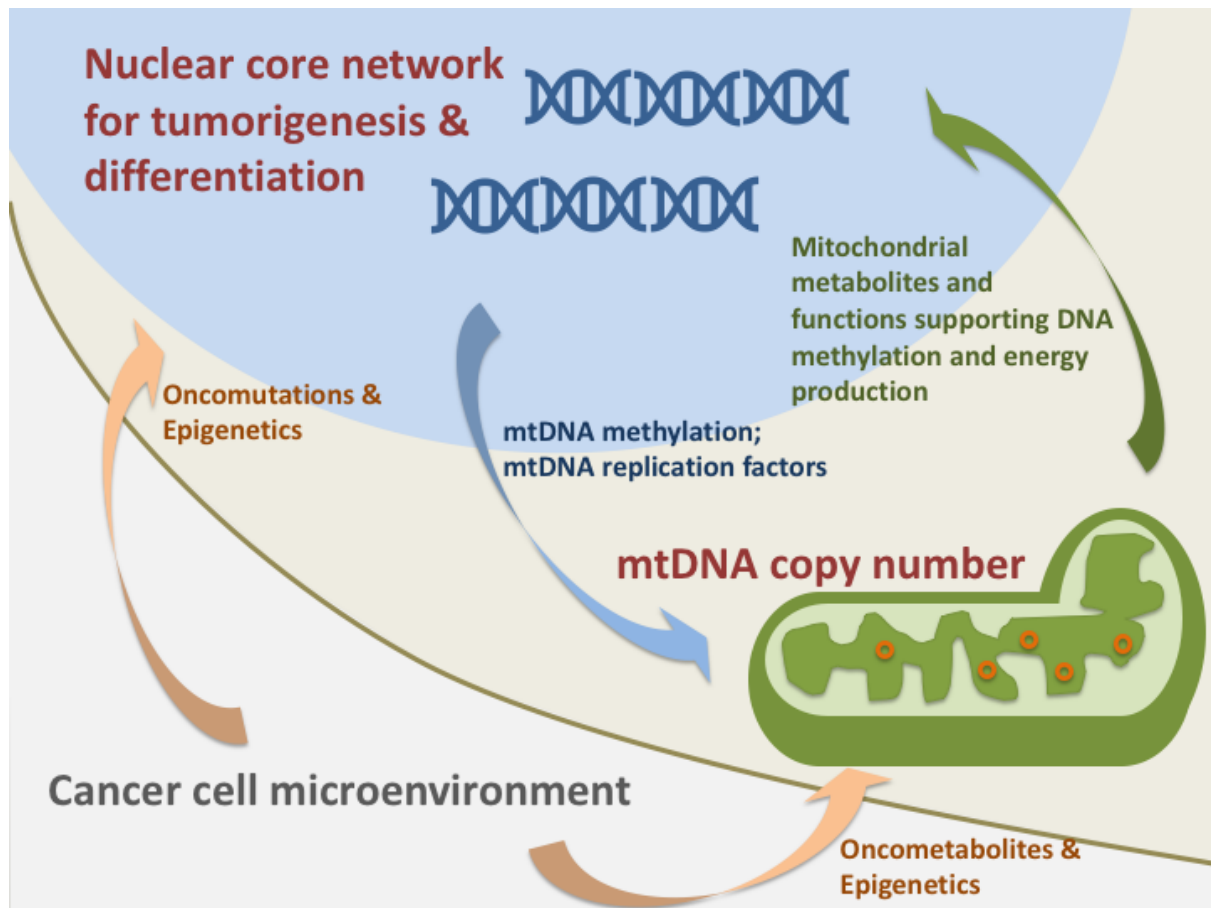 Nuclear core network
for tumorigenesis &
differentiation
Mitochondrial
metabolites and
functions supporting DNA
methylation and energy
production
Oncomutations &
Epigenetics
mtDNA methylation;
mtDNA replication factors
mtDNA copy number
Cancer cell microenvironment
Oncometabolites &
Epigenetics